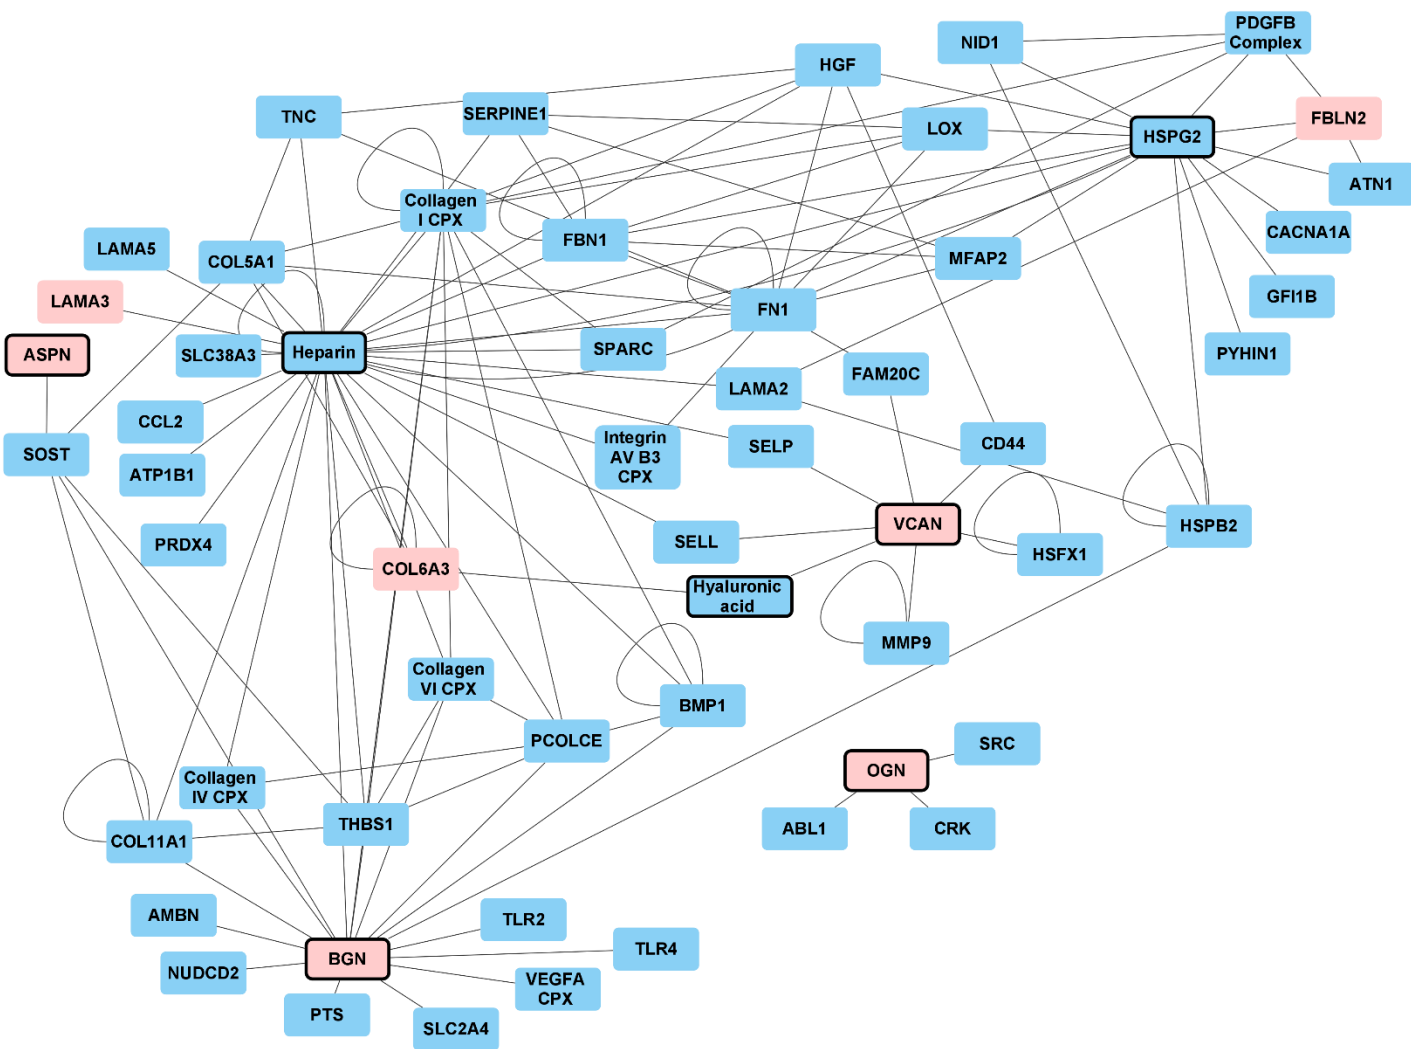 PDGFB
Complex
NID1
HGF
TNC
SERPINE1
LOX
FBLN2
HSPG2
ATN1
Collagen
I CPX
CACNA1A
FBN1
LAMA5
COL5A1
MFAP2
GFI1B
LAMA3
FN1
ASPN
SLC38A3
Heparin
SPARC
PYHIN1
LAMA2
FAM20C
CCL2
SOST
Integrin
AV B3
CPX
SELP
CD44
ATP1B1
VCAN
HSPB2
PRDX4
SELL
HSFX1
COL6A3
Hyaluronic
acid
MMP9
Collagen
VI CPX
BMP1
PCOLCE
SRC
OGN
Collagen
IV CPX
THBS1
ABL1
CRK
COL11A1
AMBN
TLR2
TLR4
BGN
NUDCD2
VEGFA
CPX
PTS
SLC2A4